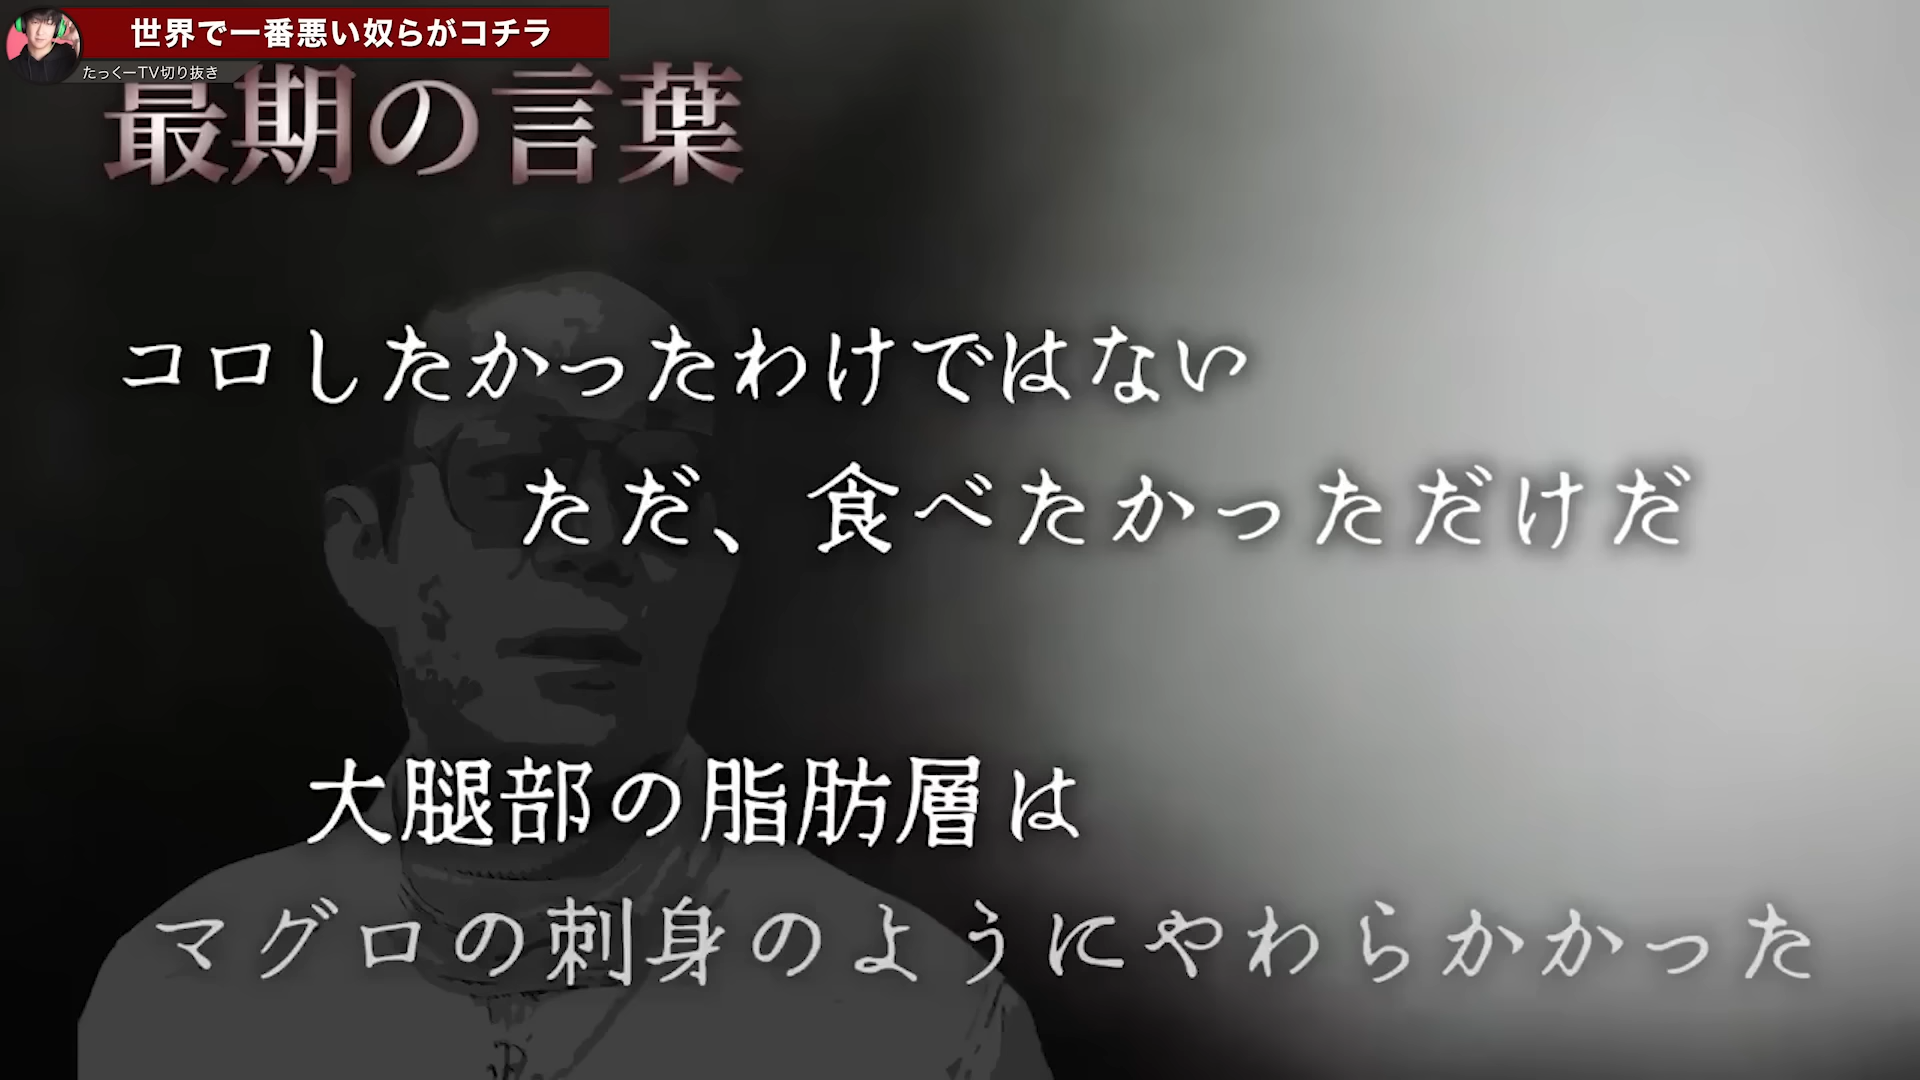 世界で一番悪い奴らがコチラ
たっくーTV切り抜き
最期の言葉
コロしたかったわけではない
ただ、食べたかっただけだ
大腿部の脂肪層は
マグロの刺身のようにやわらかかった